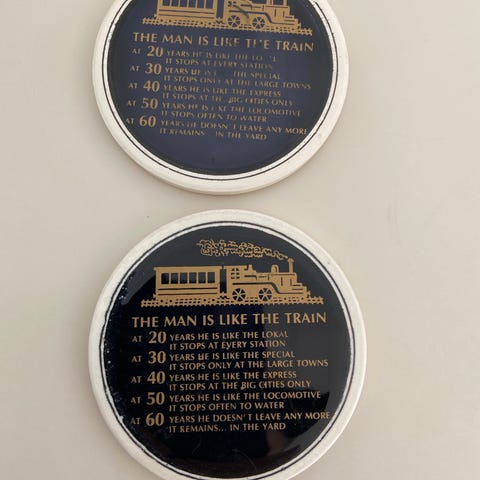 THE MAN IS LIKE THE TRAIN
AT 20 YEARS HE IS LIKE THE LOCAL
IT STOPS AT EVERY STATION
AT 30 YEARS HE IS THE SPECIAL
IT STOPS ONLY AT THE LARGE TOWNS
AT 40 YEARS HE IS LIKE THE EXPRESS
IT STOPS AT THE BIG CITIES ONLY
AT 50 YEARS HE IS LIKE THE LOCOMOTIVE
IT STOPS OFTEN TO WATER
AT 60 YEARS HE DOESN'T LEAVE ANY MORE
IT REMAINS... IN THE YARD
THE MAN IS LIKE THE TRAIN
AT 20 YEARS HE IS LIKE THE LOKAL
IT STOPS AT EVERY STATION
AT 30 YEARS HE IS LIKE THE SPECIAL
IT STOPS ONLY AT THE LARGE TOWNS
AT 40 YEARS HE IS LIKE THE EXPRESS
IT STOPS AT THE BIG CITIES ONLY
AT 50 YEARS HE IS LIKE THE LOCOMOTIVE
IT STOPS OFTEN TO WATER
AT 60 YEARS HE DOESN'T LEAVE ANY MORE
IT REMAINS... IN THE YARD